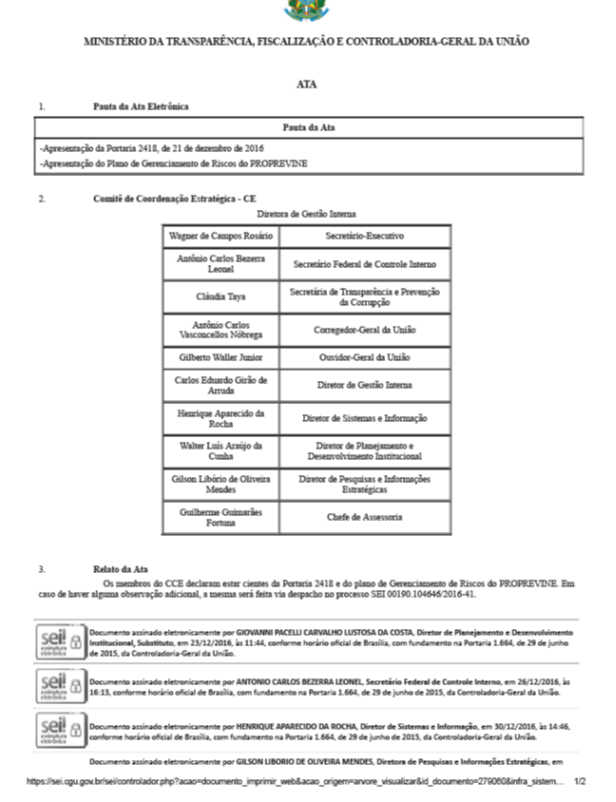 MINISTÉRIO DA TRANSPARÊNCIA, FISCALIZAÇÃO E CONTROLADORIA-GERAL DA UNIÃO
ATA
1. Pauta da Ata Eletrônica
Pauta da Ata
-Apresentação da Portaria 2418, de 21 de dezembro de 2016
-Apresentação do Plano de Gerenciamento de Riscos do PROPREVINE
2. Comitê de Coordenação Estratégica - CE
Diretora de Gestão Interna
Wagner de Campos Rosário Secretário-Executivo
Antônio Carlos Bezerra
Leonel
Secretário Federal de Controle Interno
Cláudia Taya
Secretária de Transparência e Prevenção
da Corrupção
Antônio Carlos
Vasconcellos Nóbrega
Corregedor-Geral da União
Gilberto Waller Junior Ouvidor-Geral da União
Carlos Eduardo Girão de
Arruda
Diretor de Gestão Interna
Henrique Aparecido da
Rocha
Diretor de Sistemas e Informação
Walter Luís Araújo da
Cunha
Diretor de Planejamento e
Desenvolvimento Institucional
Gilson Libório de Oliveira
Mendes
Diretor de Pesquisas e Informações
Estratégicas
Guilherme Guimarães
Fortuna
Chefe de Assessoria
3. Relato da Ata
Os membros do CCE declaram estar cientes da Portaria 2418 e do plano de Gerenciamento de Riscos do PROPREVINE. Em
caso de haver alguma observação adicional, a mesma será feita via despacho no processo SEI 00190.104646/2016-41.
sei!
assinatura
eletrônica
Documento assinado eletronicamente por GIOVANNI PACELLI CARVALHO LUSTOSA DA COSTA, Diretor de Planejamento e Desenvolvimento
Institucional, Substituto, em 23/12/2016, às 11:44, conforme horário oficial de Brasília, com fundamento na Portaria 1.664, de 29 de junho
de 2015, da Controladoria-Geral da União.
sei!
assinatura
eletrônica
Documento assinado eletronicamente por ANTONIO CARLOS BEZERRA LEONEL, Secretário Federal de Controle Interno, em 26/12/2016, às
16:13, conforme horário oficial de Brasília, com fundamento na Portaria 1.664, de 29 de junho de 2015, da Controladoria-Geral da União.
sei!
assinatura
eletrônica
Documento assinado eletronicamente por HENRIQUE APARECIDO DA ROCHA, Diretor de Sistemas e Informação, em 30/12/2016, às 14:46,
conforme horário oficial de Brasília, com fundamento na Portaria 1.664, de 29 de junho de 2015, da Controladoria-Geral da União.
Documento assinado eletronicamente por GILSON LIBORIO DE OLIVEIRA MENDES, Diretora de Pesquisas e Informações Estratégicas, em
https://sei.cgu.gov.br/sei/controlador.php?acao=documento_imprimir_web&acao_origem=arvore_visualizar&id_documento=279060&infra_sistem... 1/2